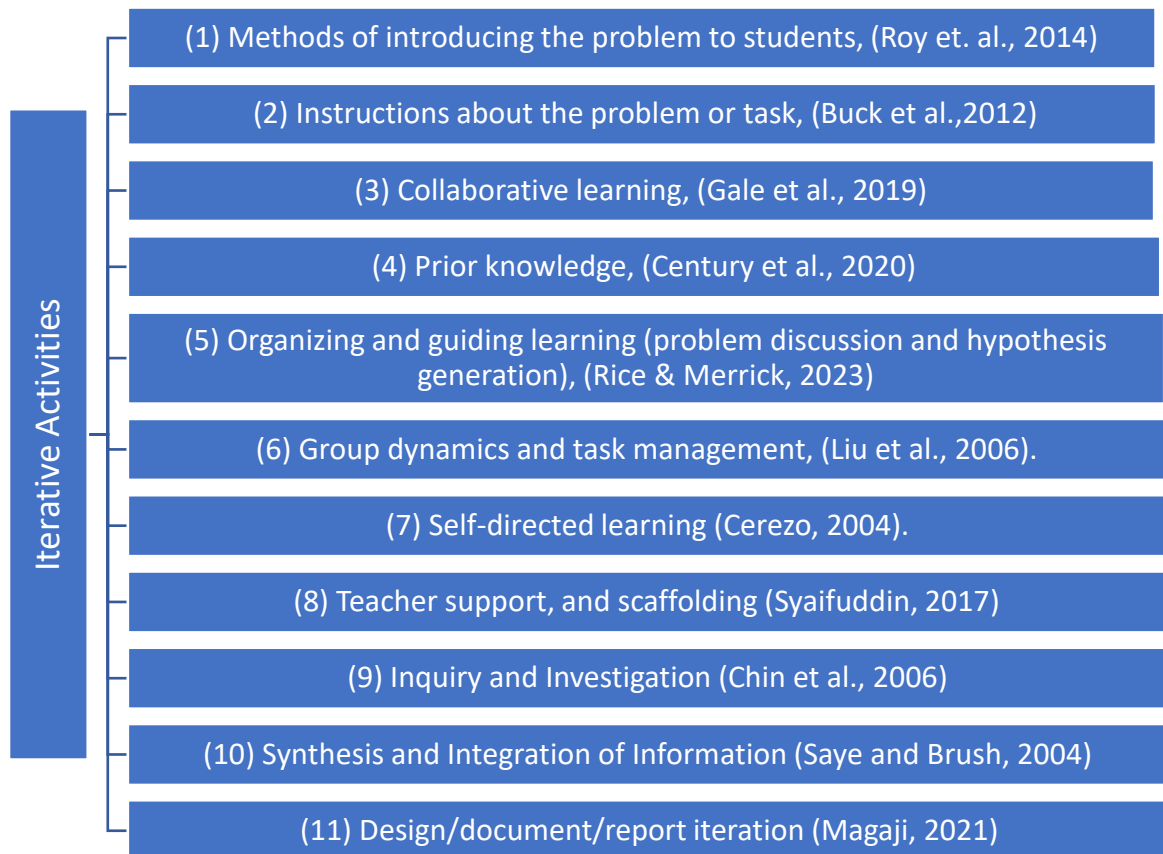 Iterative Activities
(1) Methods of introducing the problem to students, (Roy et. al., 2014)
(2) Instructions about the problem or task, (Buck et al.,2012)
(3) Collaborative learning, (Gale et al., 2019)
(4) Prior knowledge, (Century et al., 2020)
(5) Organizing and guiding learning (problem discussion and hypothesis
generation), (Rice & Merrick, 2023)
(6) Group dynamics and task management, (Liu et al., 2006).
(7) Self-directed learning (Cerezo, 2004).
(8) Teacher support, and scaffolding (Syaifuddin, 2017)
(9) Inquiry and Investigation (Chin et al., 2006)
(10) Synthesis and Integration of Information (Saye and Brush, 2004)
(11) Design/document/report iteration (Magaji, 2021)